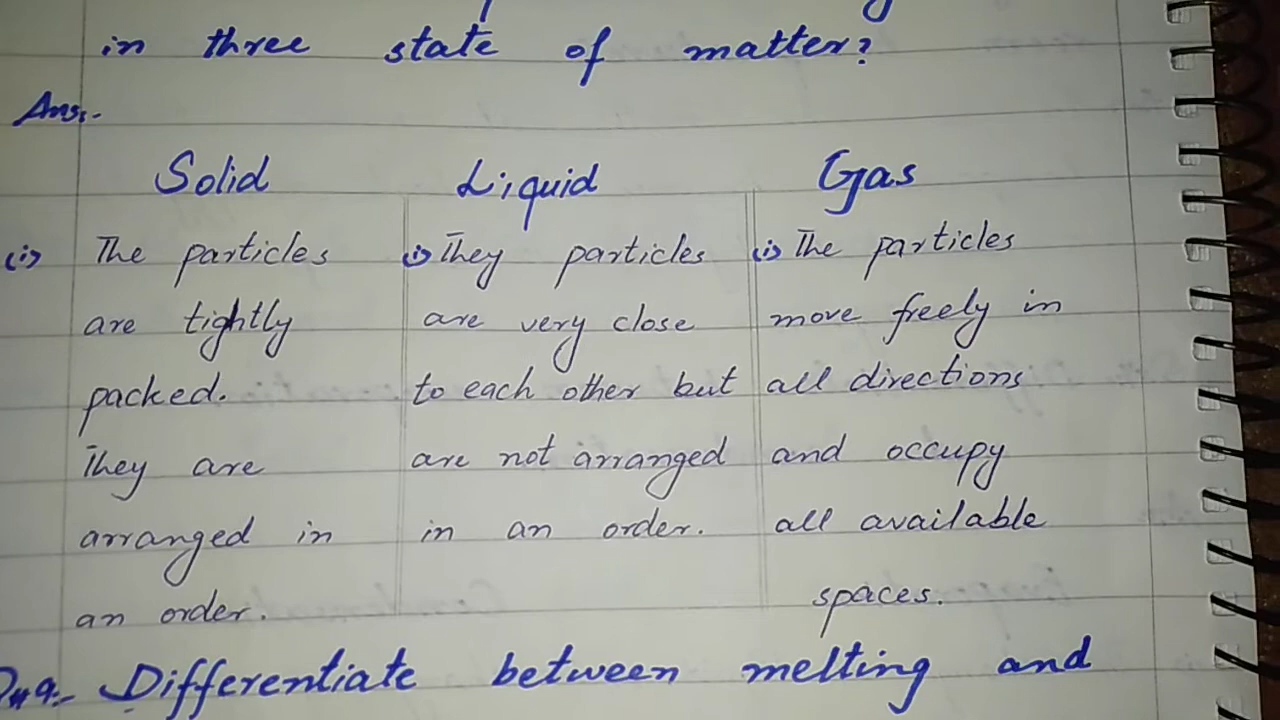 in three state of matter?
Ans:-
Solid Liquid Gas
(i) The particles
are tightly
packed.
They are
arranged in
an order.
(i) They particles
are very close
to each other but
are not arranged
in an order.
(i) The particles
move freely in
all directions
and occupy
all available
spaces.
Differentiate between melting and